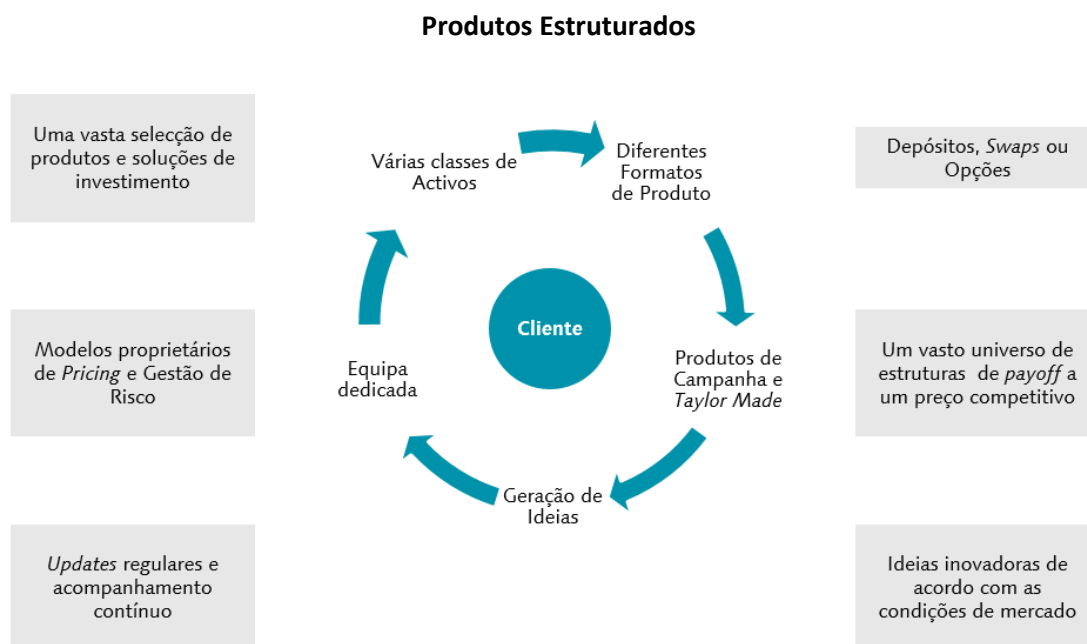 Produtos Estruturados
Uma vasta selecção de
produtos e soluções de
investimento
Modelos proprietários
de Pricing e Gestão de
Risco
Updates regulares e
acompanhamento
contínuo
Várias classes de
Activos
Diferentes
Formatos
de Produto
Cliente
Equipa
dedicada
Produtos de
Campanha e
Taylor Made
Geração de
Ideias
Depósitos, Swaps ou
Opções
Um vasto universo de
estruturas de payoff a
um preço competitivo
Ideias inovadoras de
acordo com as
condições de mercado